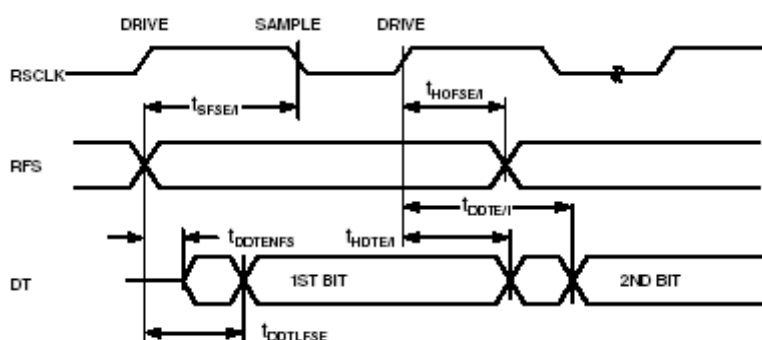 DRIVE SAMPLE DRIVE
RSCLK
tSFSE/I tHOFSE/I
RFS
tDDTE/I
tDDTENFS tHDTE/I
DT 1ST BIT 2ND BIT
tDDTLFSE